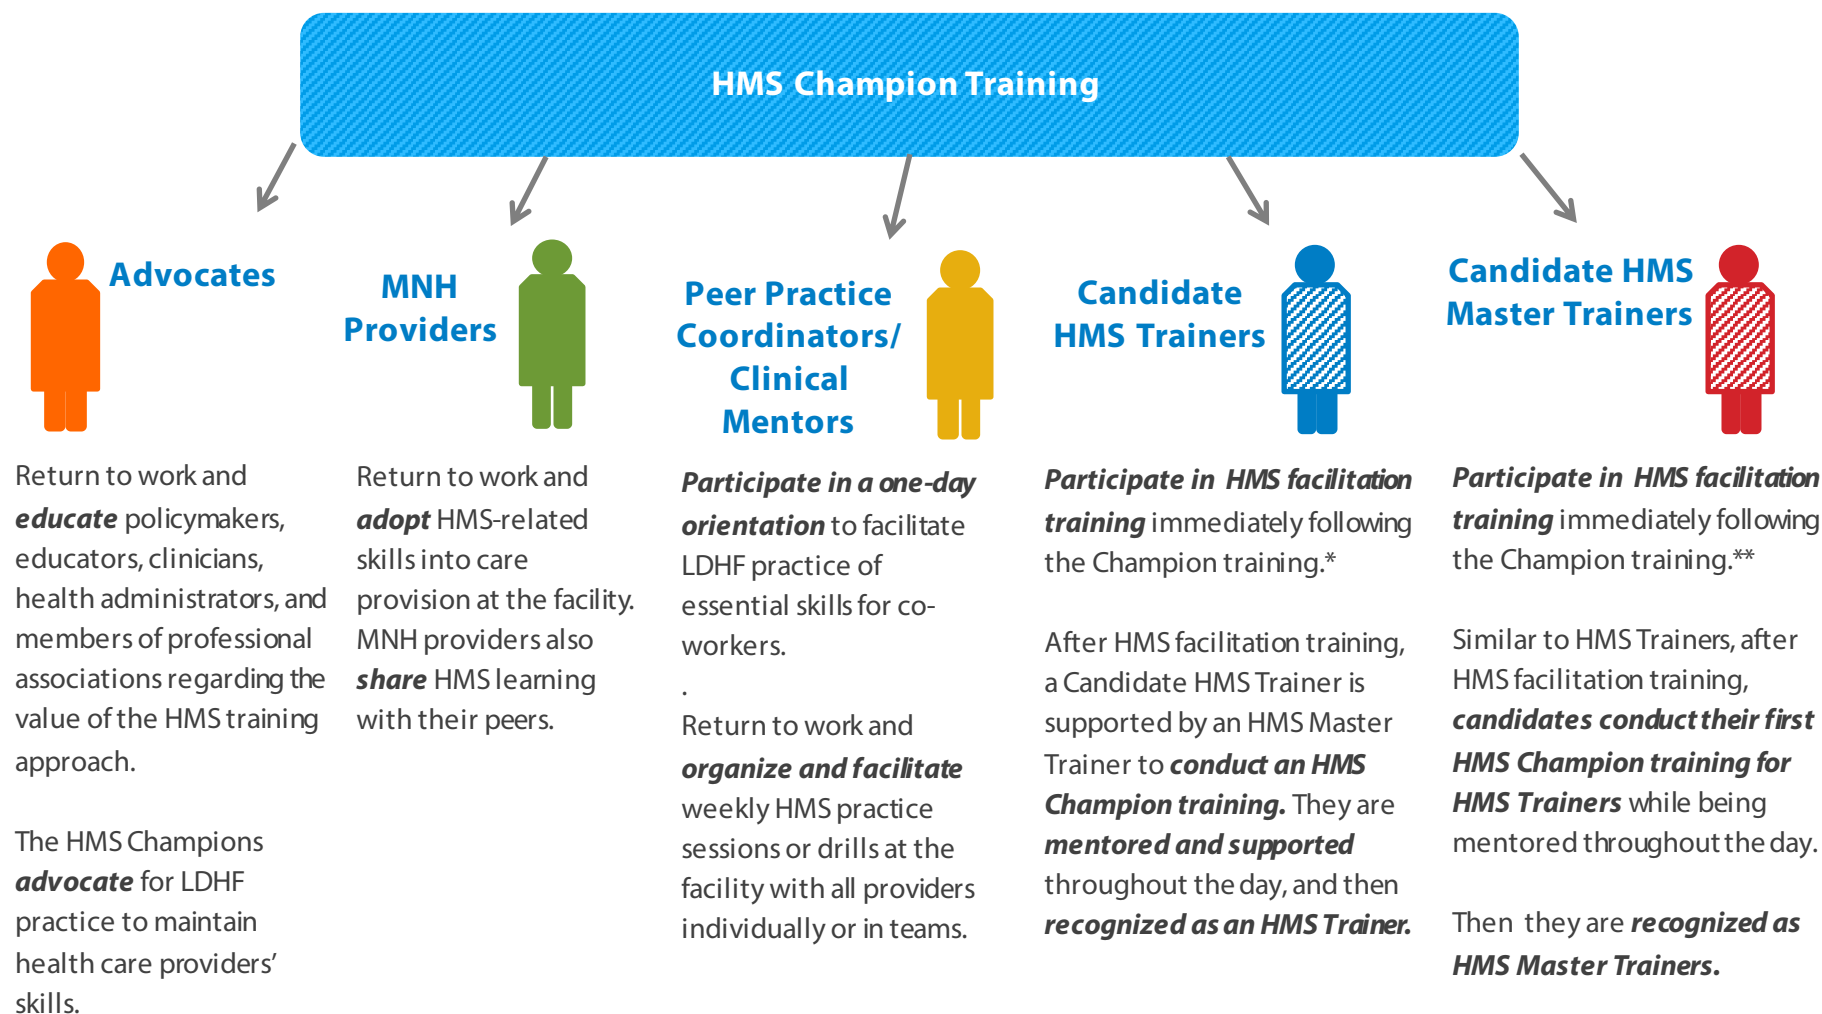 HMS Champion Training
Advocates
Return to work and
educate policymakers,
educators, clinicians,
health administrators, and
members of professional
associations regarding the
value of the HMS training
approach.
The HMS Champions
advocate for LDHF
practice to maintain
health care providers’
skills.
MNH
Providers
Return to work and
adopt HMS-related
skills into care
provision at the facility.
MNH providers also
share HMS learning
with their peers.
Peer Practice
Coordinators/
Clinical
Mentors
Participate in a one-day
orientation to facilitate
LDHF practice of
essential skills for co-
workers.
.
Return to work and
organize and facilitate
weekly HMS practice
sessions or drills at the
facility with all providers
individually or in teams.
Candidate
HMS Trainers
Participate in HMS facilitation
training immediately following
the Champion training.*
After HMS facilitation training,
a Candidate HMS Trainer is
supported by an HMS Master
Trainer to conduct an HMS
Champion training. They are
mentored and supported
throughout the day, and then
recognized as an HMS Trainer.
Candidate HMS
Master Trainers
Participate in HMS facilitation
training immediately following
the Champion training.**
Similar to HMS Trainers, after
HMS facilitation training,
candidates conduct their first
HMS Champion training for
HMS Trainers while being
mentored throughout the day.
Then they are recognized as
HMS Master Trainers.